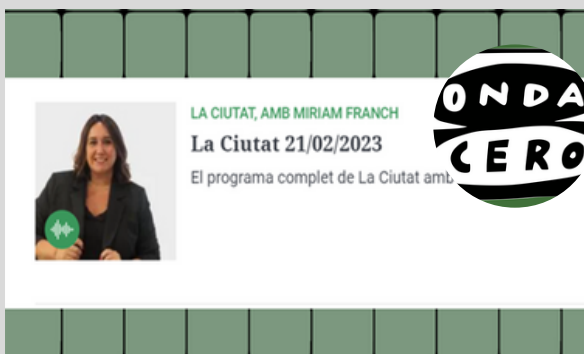 LA CIUTAT, AMB MIRIAM FRANCH
La Ciutat 21/02/2023
El programa complet de La Ciutat amb
ONDA
CERO